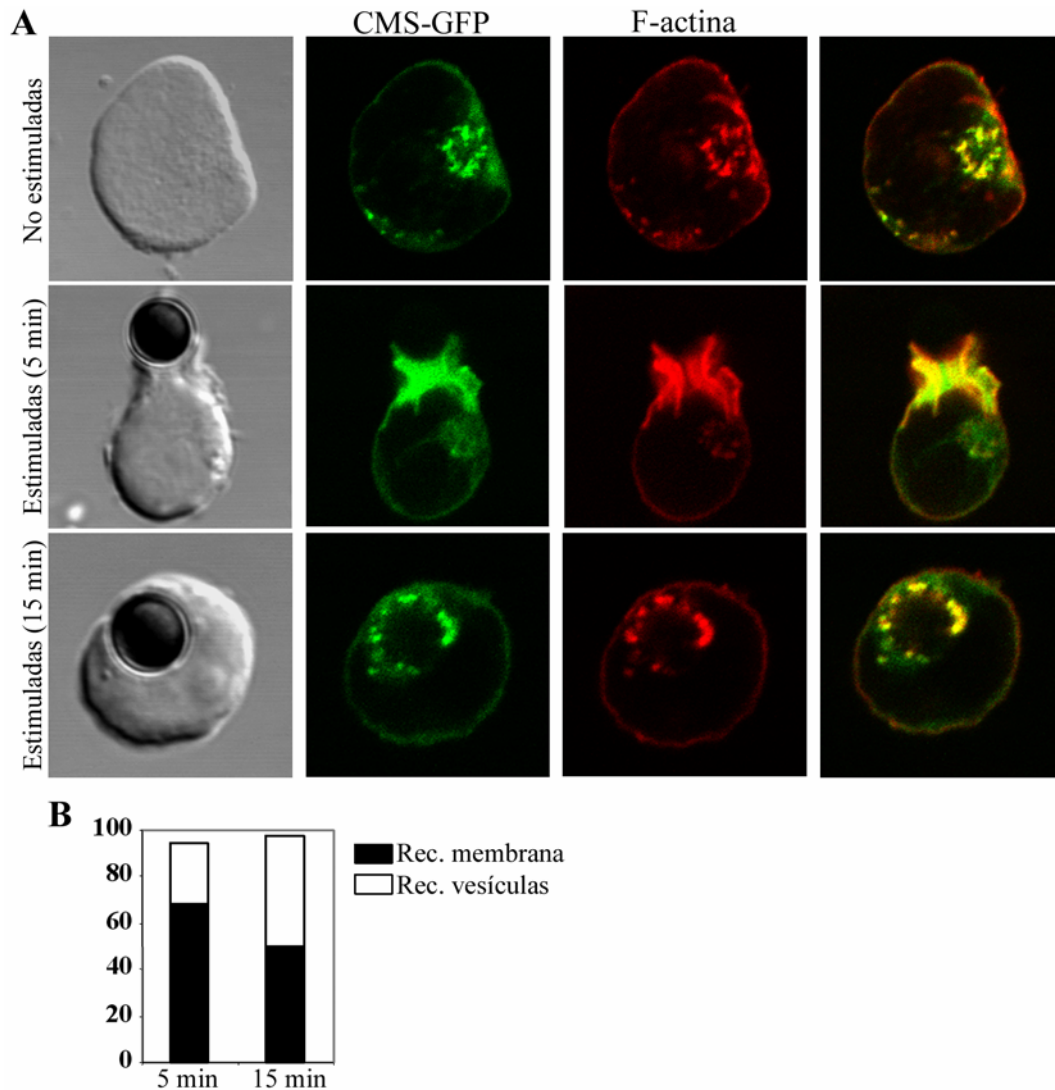 A
CMS-GFP
F-actina
No estimuladas
Estimuladas (5 min)
Estimuladas (15 min)
B
100
80
60
40
20
0
5 min
15 min
Rec. membrana
Rec. vesículas